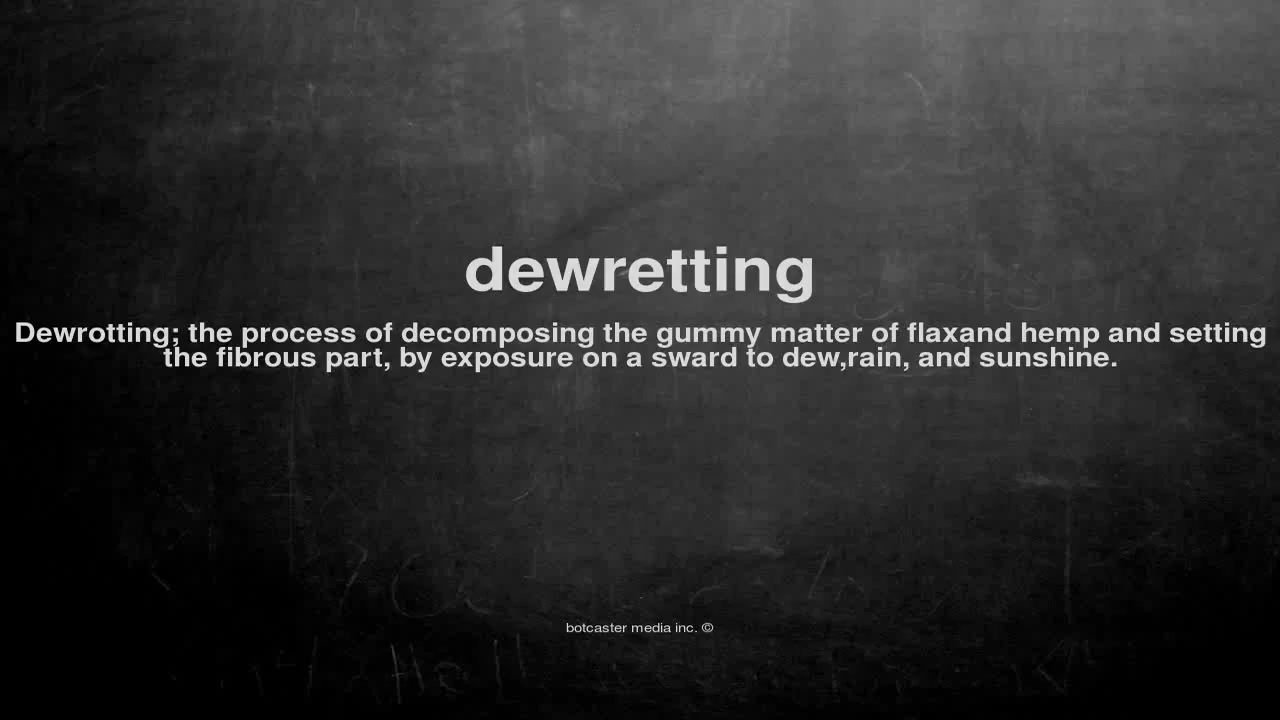 dewretting
Dewrotting; the process of decomposing the gummy matter of flaxand hemp and setting
the fibrous part, by exposure on a sward to dew,rain, and sunshine.
botcaster media inc. ©